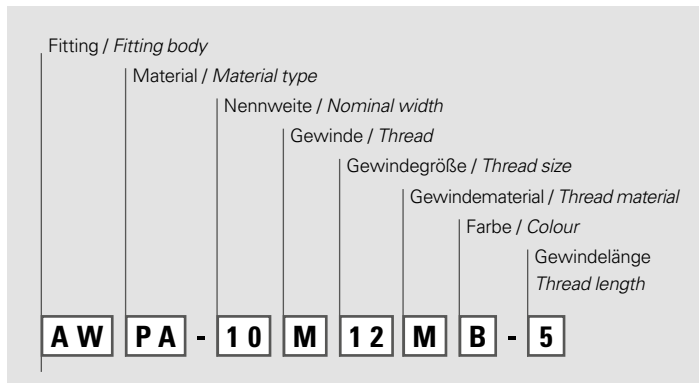 Fitting / Fitting body
Material / Material type
Nennweite / Nominal width
Gewinde / Thread
Gewindegröße / Thread size
Gewindematerial / Thread material
Farbe / Colour
Gewindelänge
Thread length
AW PA - 10 M 12 M B - 5